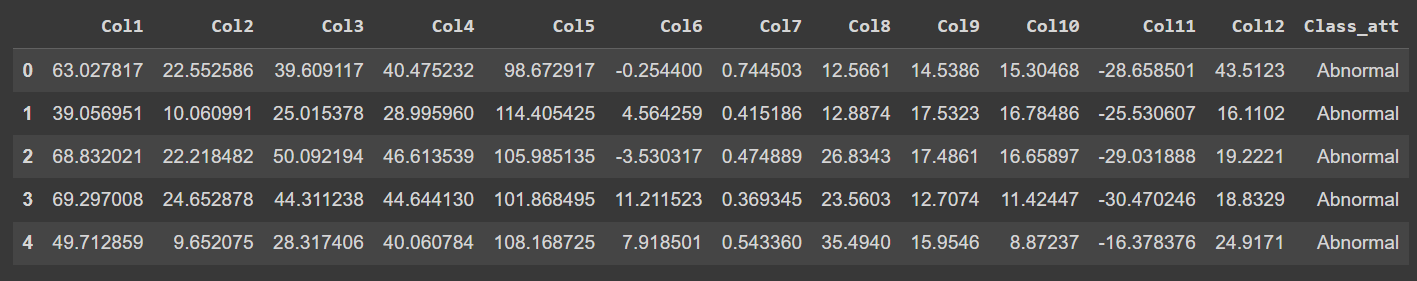 Col1 Col2 Col3 Col4 Col5 Col6 Col7 Col8 Col9 Col10 Col11 Col12 Class_att
0 63.027817 22.552586 39.609117 40.475232 98.672917 -0.254400 0.744503 12.5661 14.5386 15.30468 -28.658501 43.5123 Abnormal
1 39.056951 10.060991 25.015378 28.995960 114.405425 4.564259 0.415186 12.8874 17.5323 16.78486 -25.530607 16.1102 Abnormal
2 68.832021 22.218482 50.092194 46.613539 105.985135 -3.530317 0.474889 26.8343 17.4861 16.65897 -29.031888 19.2221 Abnormal
3 69.297008 24.652878 44.311238 44.644130 101.868495 11.211523 0.369345 23.5603 12.7074 11.42447 -30.470246 18.8329 Abnormal
4 49.712859 9.652075 28.317406 40.060784 108.168725 7.918501 0.543360 35.4940 15.9546 8.87237 -16.378376 24.9171 Abnormal